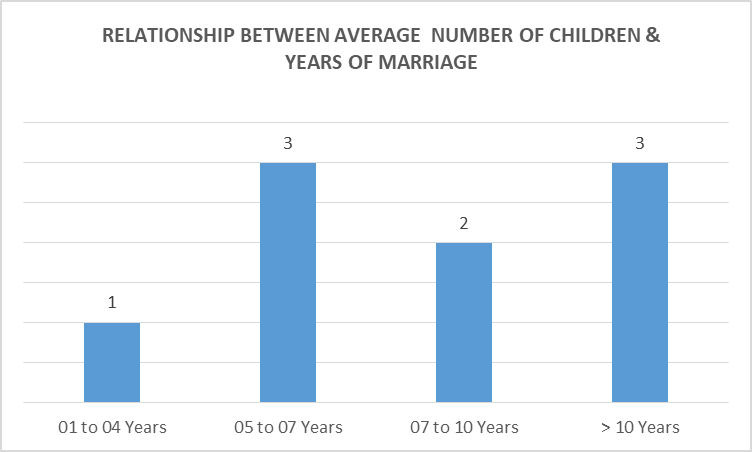 RELATIONSHIP BETWEEN AVERAGE  NUMBER OF CHILDREN &
YEARS OF MARRIAGE
1
3
2
3
01 to 04 Years
05 to 07 Years
07 to 10 Years
> 10 Years